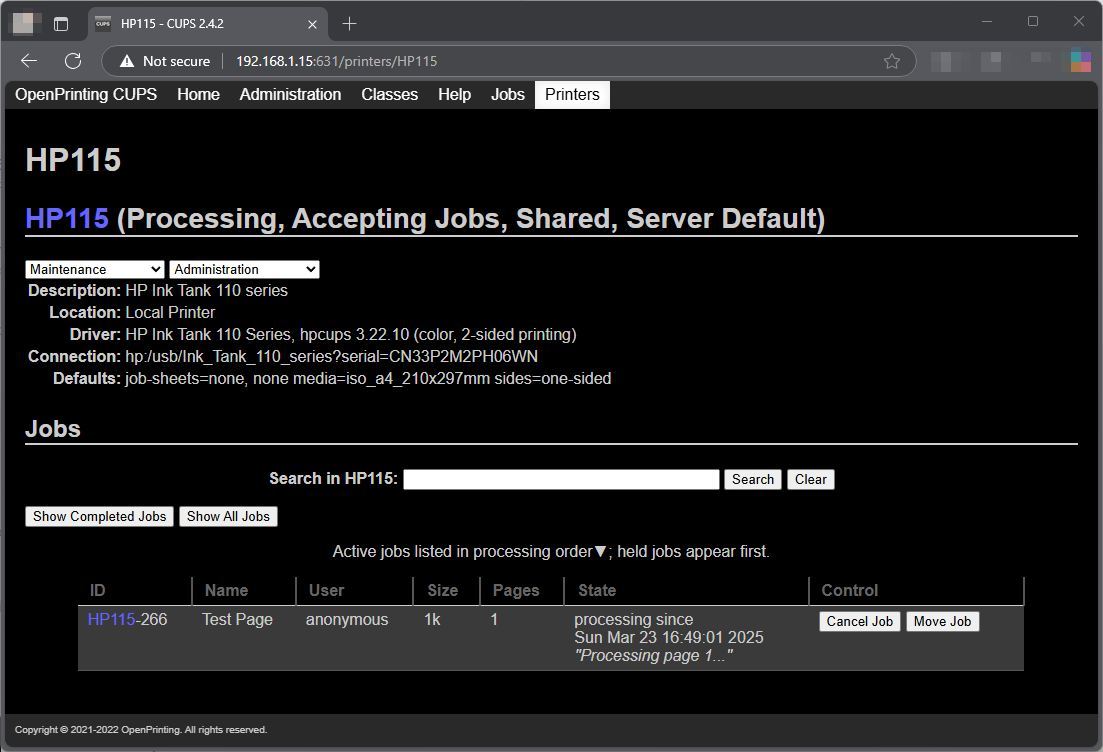 CUPS HP115 - CUPS 2.4.2
Not secure 192.168.1.15:631/printers/HP115
OpenPrinting CUPS Home Administration Classes Help Jobs Printers
HP115
HP115 (Processing, Accepting Jobs, Shared, Server Default)
Maintenance Administration
Description: HP Ink Tank 110 series
Location: Local Printer
Driver: HP Ink Tank 110 Series, hpcups 3.22.10 (color, 2-sided printing)
Connection: hp:/usb/Ink_Tank_110_series?serial=CN33P2M2PH06WN
Defaults: job-sheets=none, none media=iso_a4_210x297mm sides=one-sided
Jobs
Search in HP115: Search Clear
Show Completed Jobs Show All Jobs
Active jobs listed in processing order▼; held jobs appear first.
ID Name User Size Pages State Control
HP115-266 Test Page anonymous 1k 1 processing since Cancel Job Move Job
Sun Mar 23 16:49:01 2025
"Processing page 1..."
Copyright © 2021-2022 OpenPrinting. All rights reserved.